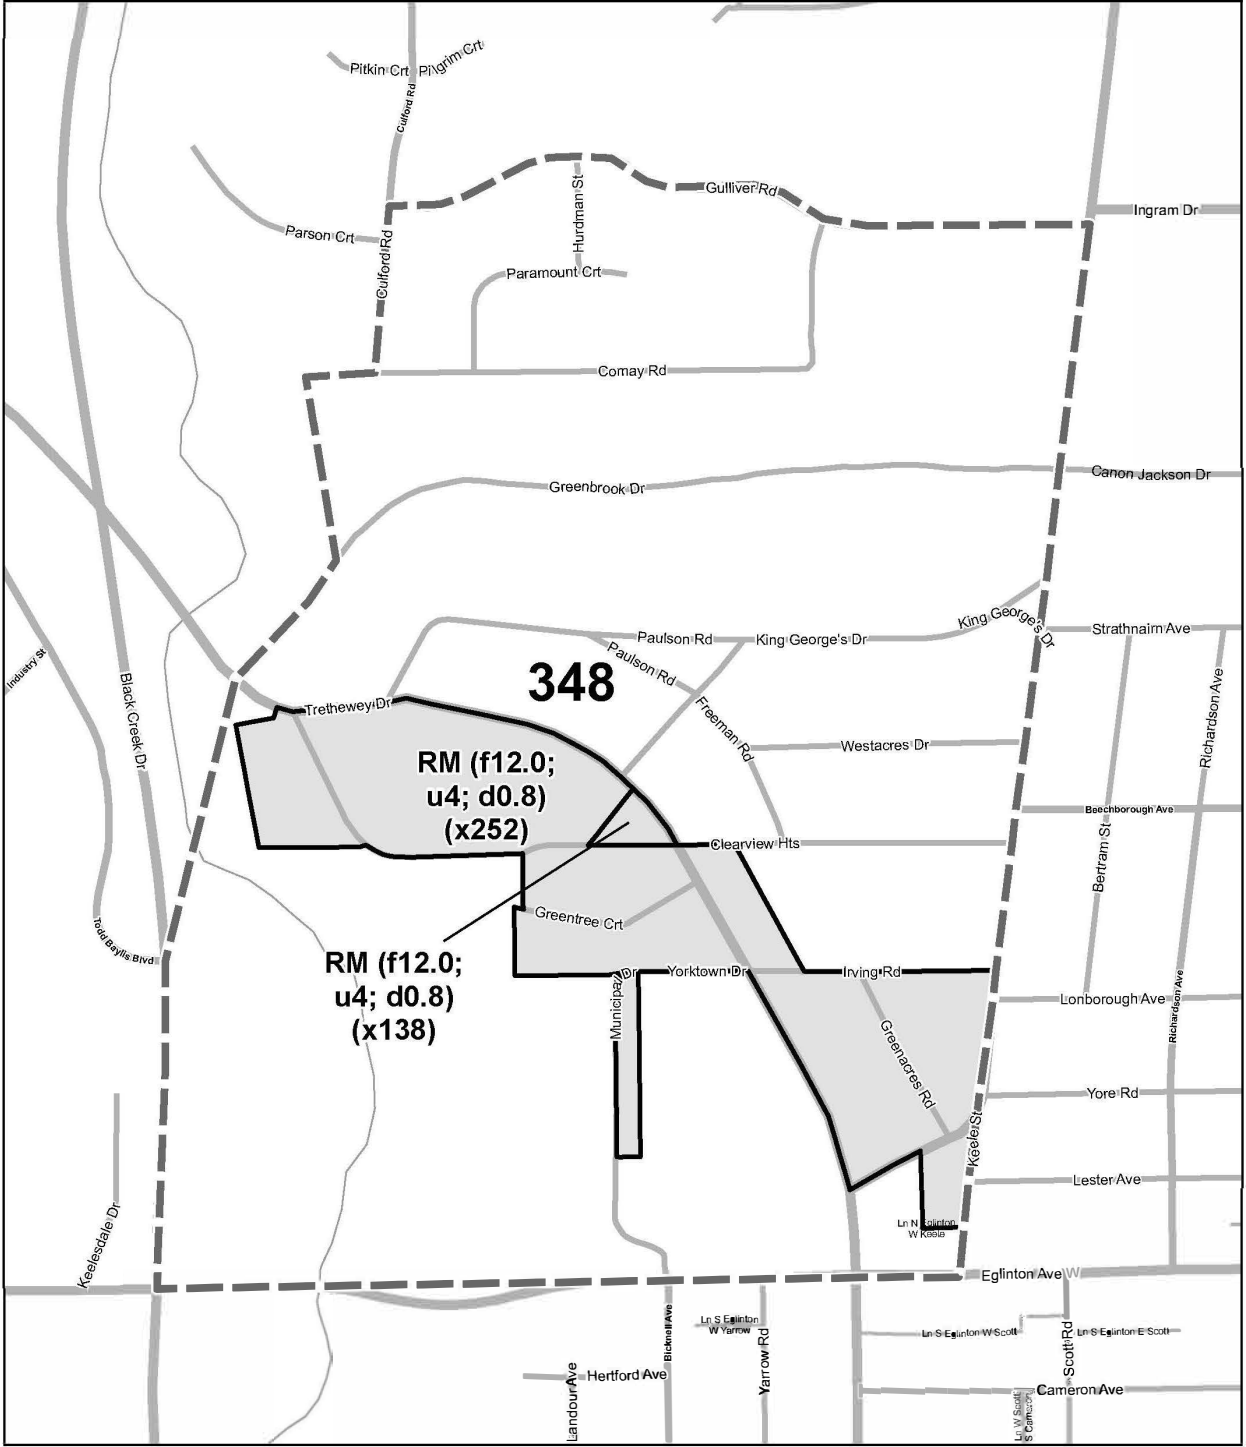 Pitkin Crt
Pilgrim Crt
Culford Rd
Gulliver Rd
Hurdman St
Ingram Dr
Parson Crt
Culford Rd
Paramount Crt
Comay Rd
Canon Jackson Dr
Greenbrook Dr
King George's Dr
Strathnairn Ave
Paulson Rd
King George's Dr
Paulson Rd
Industry St
348
Black Creek Dr
Trethewey Dr
Freeman Rd
Westacres Dr
Richardson Ave
RM (f12.0;
u4; d0.8)
(x252)
Beechborough Ave
Clearview Hts
Bertram St
Greentree Crt
Todd Baylis Blvd
RM (f12.0;
u4; d0.8)
(x138)
Municipal Dr
Yorktown Dr
Irving Rd
Lonborough Ave
Richardson Ave
Greenacres Rd
Yore Rd
Keele St
Lester Ave
Keelesdale Dr
Ln N Eglinton
W Keele
Eglinton Ave W
Ln S Eglinton
W Yarrow
Bicknell Ave
Yarrow Rd
Ln S Eglinton W Scott
Scott Rd
Ln S Eglinton E Scott
Hertford Ave
Landour Ave
Cameron Ave
Ln W Scott
S Cameron